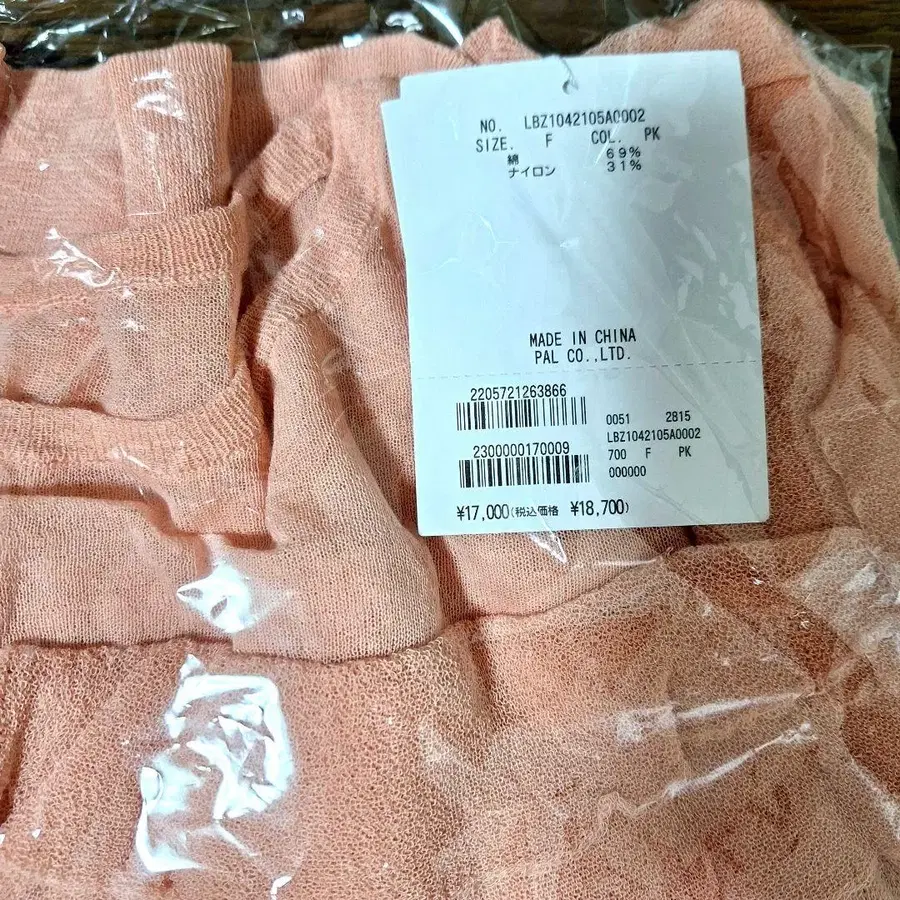 NO. LBZ1042105A0002
SIZE. F COL. PK
綿 69%
ナイロン 31%
MADE IN CHINA
PAL CO.,LTD.
2205721263866
2300000170009
0051 2815
LBZ1042105A0002
700 F PK
000000
¥17,000(税込価格 ¥18,700)